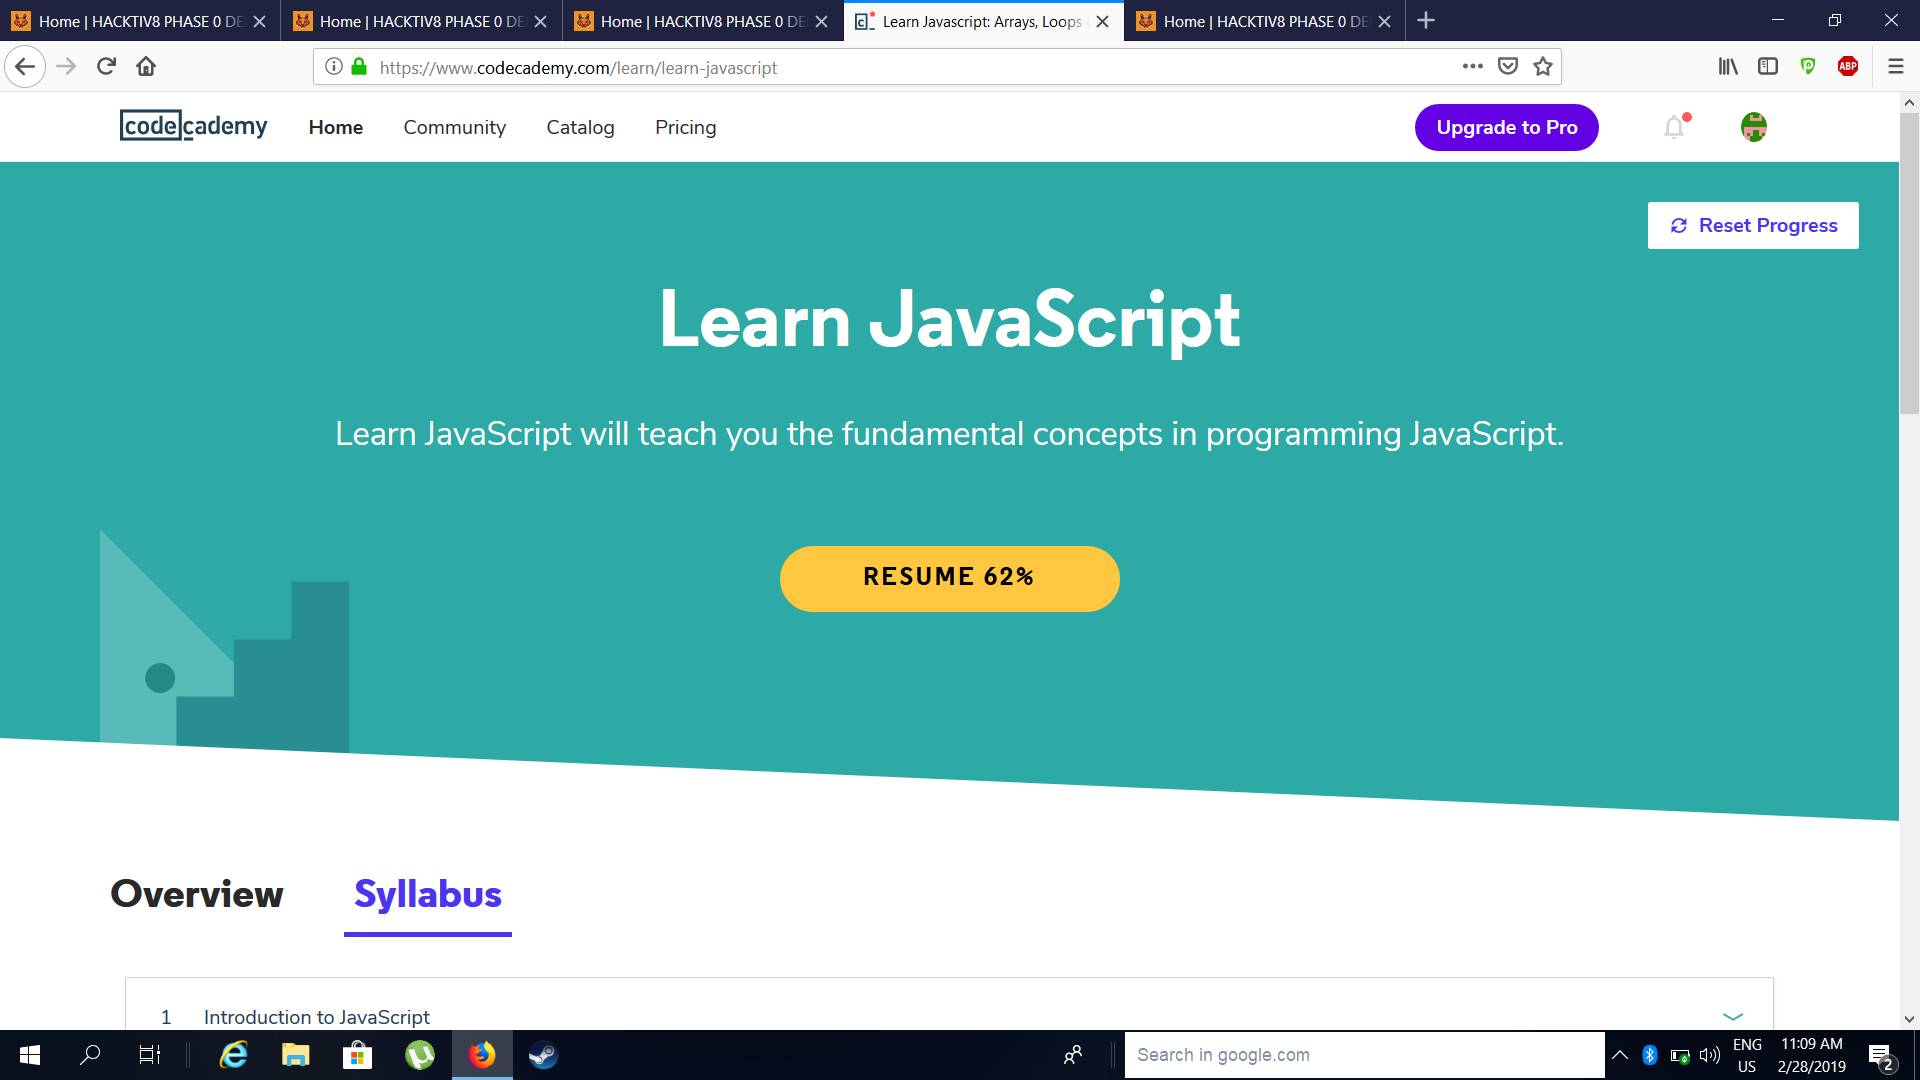 Home | HACKTIV8 PHASE 0 DE
Home | HACKTIV8 PHASE 0 DE
Home | HACKTIV8 PHASE 0 DE
Learn Javascript: Arrays, Loops
Home | HACKTIV8 PHASE 0 DE
https://www.codecademy.com/learn/learn-javascript
ABP
codecademy
Home
Community
Catalog
Pricing
Upgrade to Pro
Reset Progress
Learn JavaScript
Learn JavaScript will teach you the fundamental concepts in programming JavaScript.
RESUME 62%
Overview
Syllabus
1 Introduction to JavaScript
Search in google.com
ENG
US
11:09 AM
2/28/2019
2